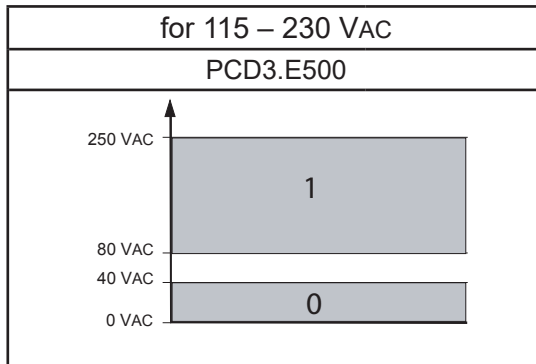 for 115 – 230 VAC
PCD3.E500
250 VAC
1
80 VAC
40 VAC
0
0 VAC